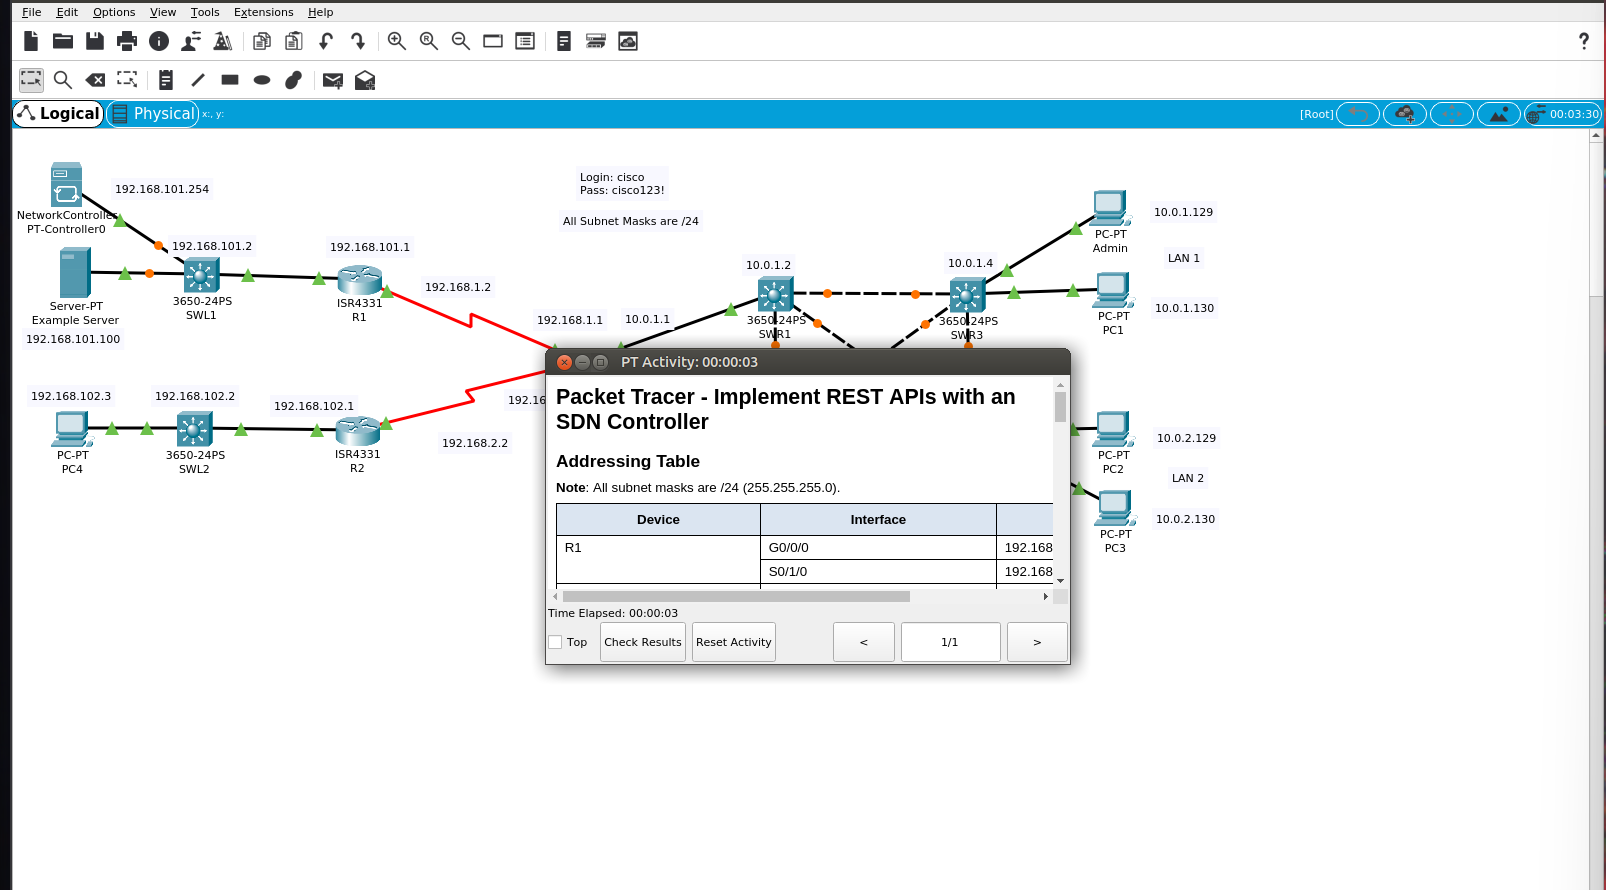 File Edit Options View Tools Extensions Help
?
Logical Physical x:, y: [Root] 00:03:30
192.168.101.254
NetworkController
PT-Controller0
192.168.101.2
Server-PT
Example Server
192.168.101.100
3650-24PS
SWL1
192.168.101.1
ISR4331
R1
192.168.1.2
Login: cisco
Pass: cisco123!
All Subnet Masks are /24
192.168.1.1
10.0.1.1
10.0.1.2
3650-24PS
SWR1
10.0.1.4
3650-24PS
SWR3
PC-PT
Admin
10.0.1.129
LAN 1
PC-PT
PC1
10.0.1.130
192.168.102.3
PC-PT
PC4
192.168.102.2
3650-24PS
SWL2
192.168.102.1
ISR4331
R2
192.168.2.2
192.16
PC-PT
PC2
10.0.2.129
LAN 2
PC-PT
PC3
10.0.2.130
PT Activity: 00:00:03
Packet Tracer - Implement REST APIs with an
SDN Controller
Addressing Table
Note: All subnet masks are /24 (255.255.255.0).
Device Interface
R1 G0/0/0 192.168
S0/1/0 192.168
Time Elapsed: 00:00:03
Top Check Results Reset Activity < 1/1 >